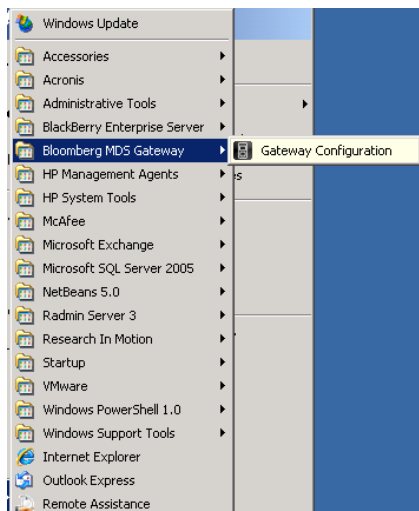 Windows Update
Accessories
Acronis
Administrative Tools
BlackBerry Enterprise Server
Bloomberg MDS Gateway
Gateway Configuration
HP Management Agents
HP System Tools
McAfee
Microsoft Exchange
Microsoft SQL Server 2005
NetBeans 5.0
Radmin Server 3
Research In Motion
Startup
VMware
Windows PowerShell 1.0
Windows Support Tools
Internet Explorer
Outlook Express
Remote Assistance